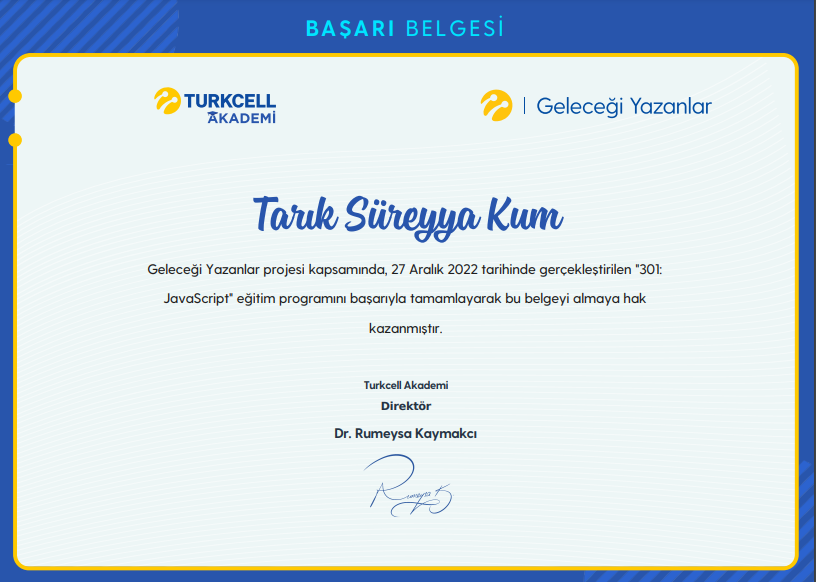 BAŞARI BELGESİ
TURKCELL
AKADEMİ
Geleceği Yazanlar
Tarık Süreyya Kum
Geleceği Yazanlar projesi kapsamında, 27 Aralık 2022 tarihinde gerçekleştirilen "301:
JavaScript" eğitim programını başarıyla tamamlayarak bu belgeyi almaya hak
kazanmıştır.
Turkcell Akademi
Direktör
Dr. Rumeysa Kaymakcı
Rumeysa K